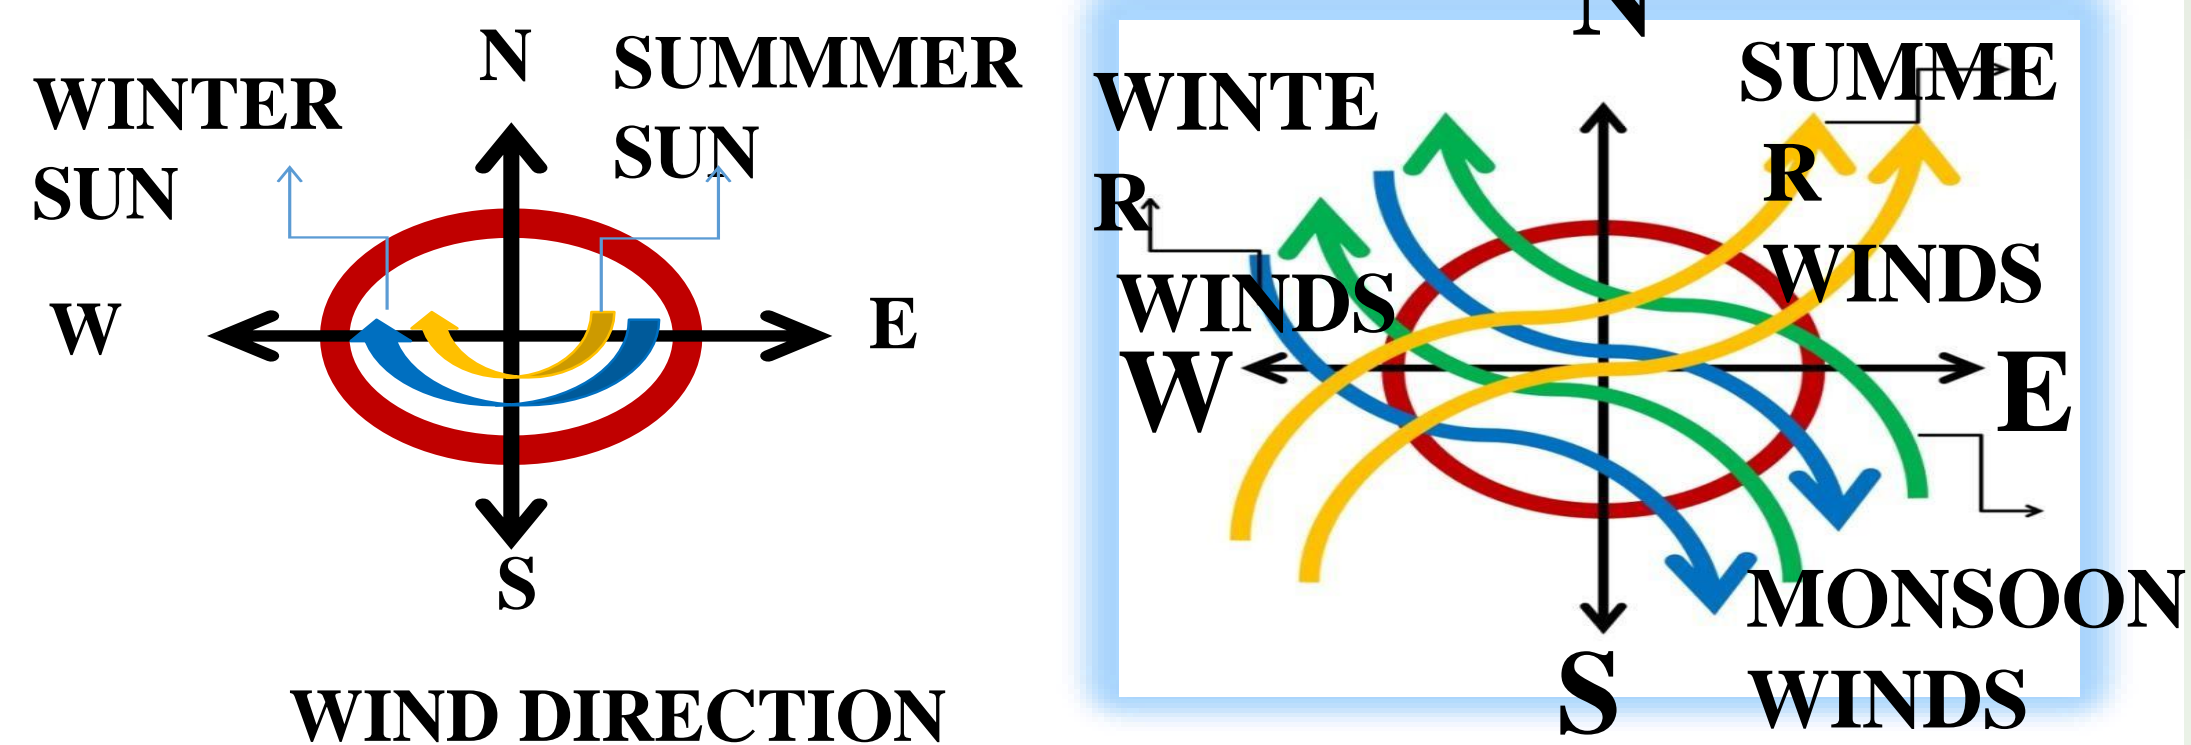 N
SUMMMER
SUN
WINTER
SUN
W
E
S
WIND DIRECTION
N
WINTE
R
WINDS
SUMME
R
WINDS
W
E
S
MONSOON
WINDS